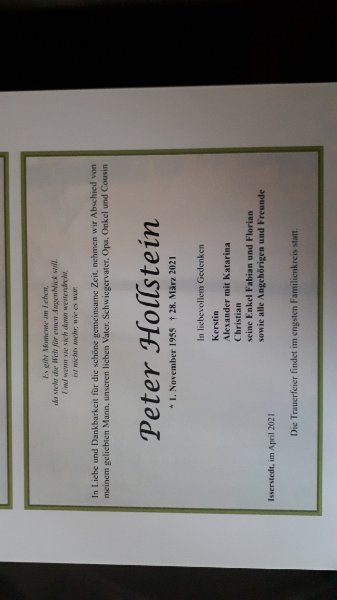 Es gibt Momente im Leben,
da steht die Welt für einen Augenblick still.
Und wenn sie sich dann weiterdreht,
ist nichts mehr, wie es war.
In Liebe und Dankbarkeit für die schöne gemeinsame Zeit, nehmen wir Abschied von
meinem geliebten Mann, unseren lieben Vater, Schwiegervater, Opa, Onkel und Cousin
Peter Hollstein
* 1. November 1955 † 28. März 2021
In liebevollem Gedenken
Kerstin
Alexander mit Katarina
Christian
seine Enkel Fabian und Florian
sowie alle Angehörigen und Freunde
Isserstedt, im April 2021
Die Trauerfeier findet im engsten Familienkreis statt.